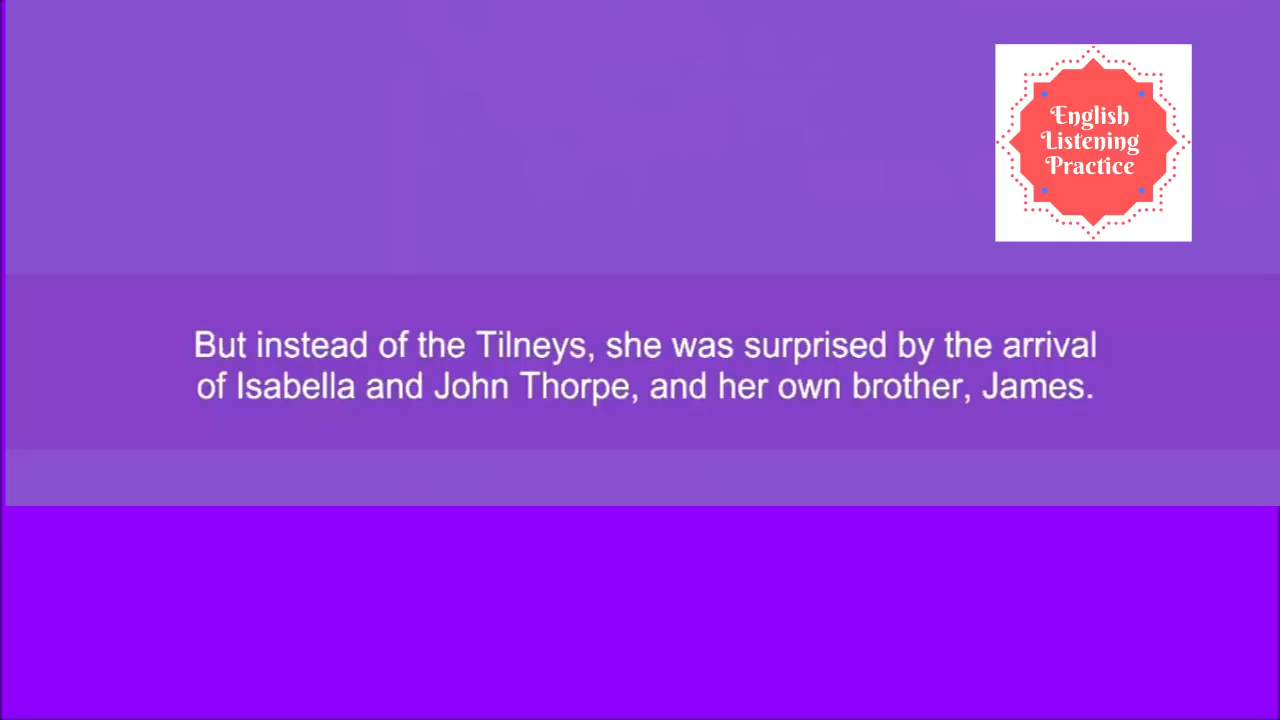 English
Listening
Practice
But instead of the Tilneys, she was surprised by the arrival
of Isabella and John Thorpe, and her own brother, James.